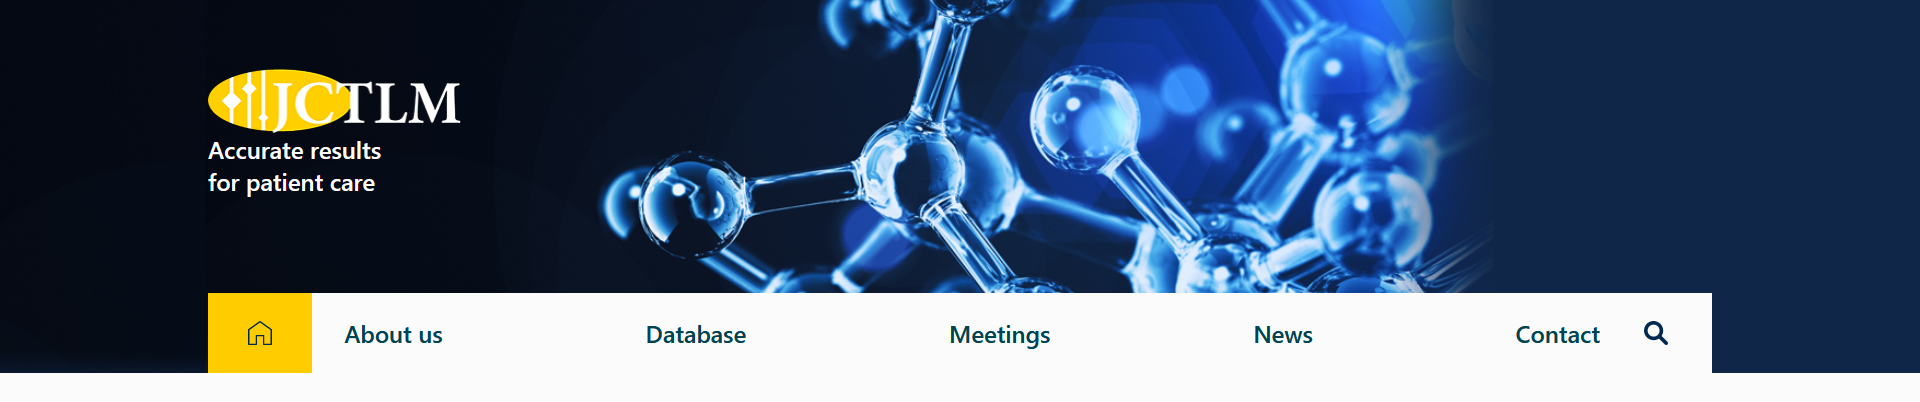 JCTLM
Accurate results
for patient care
About us
Database
Meetings
News
Contact